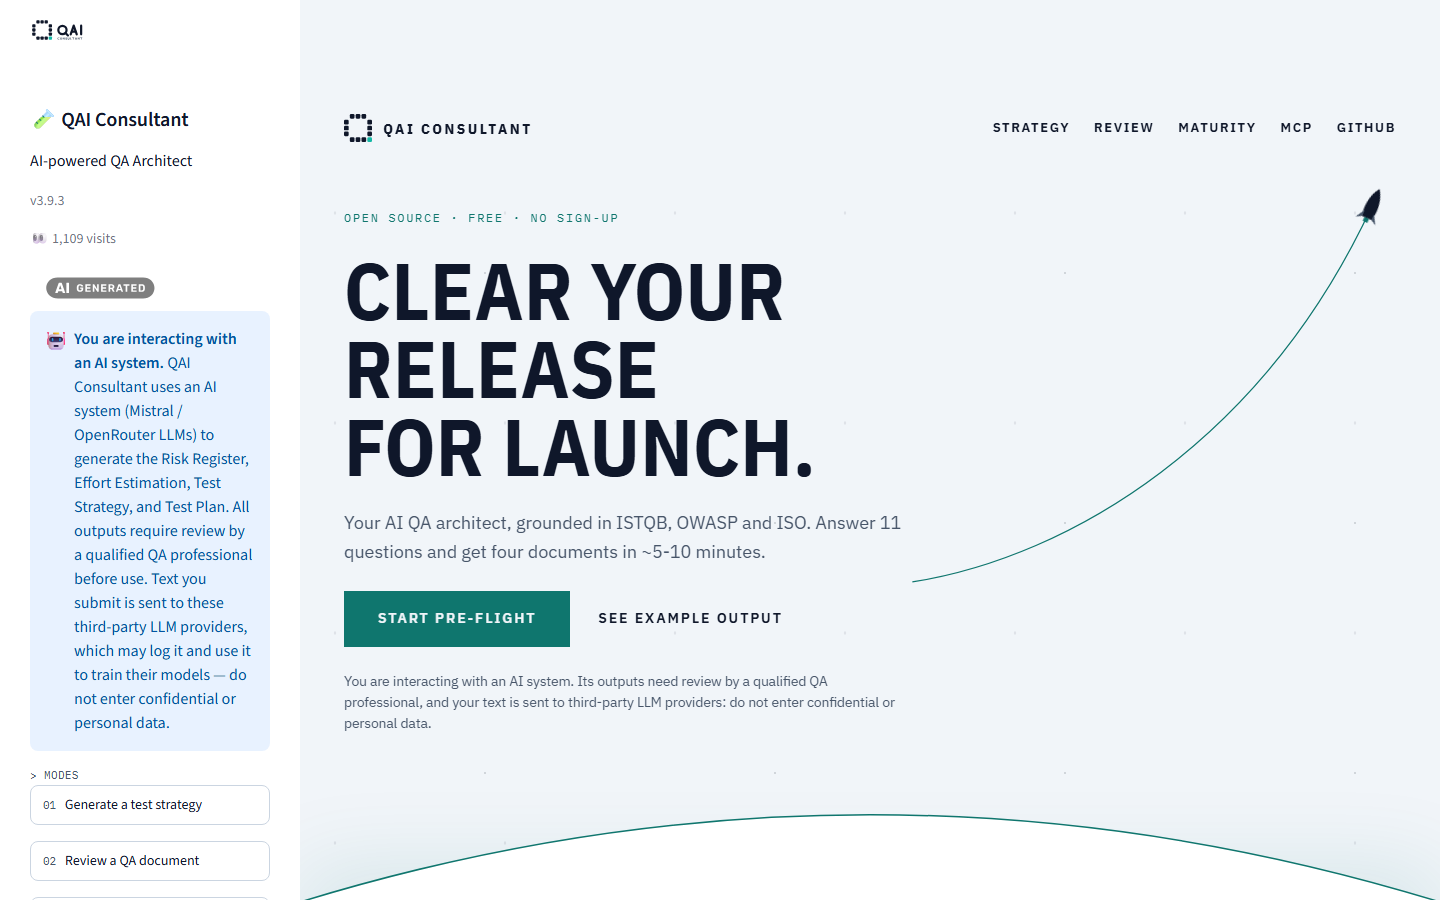 QAI
CONSULTANT
QAI Consultant
AI-powered QA Architect
v3.9.3
1,109 visits
AI GENERATED
You are interacting with
an AI system. QAI
Consultant uses an AI
system (Mistral /
OpenRouter LLMs) to
generate the Risk Register,
Effort Estimation, Test
Strategy, and Test Plan. All
outputs require review by
a qualified QA professional
before use. Text you
submit is sent to these
third-party LLM providers,
which may log it and use it
to train their models — do
not enter confidential or
personal data.
> MODES
01 Generate a test strategy
02 Review a QA document
QAI CONSULTANT
STRATEGY REVIEW MATURITY MCP GITHUB
OPEN SOURCE · FREE · NO SIGN-UP
CLEAR YOUR
RELEASE
FOR LAUNCH.
Your AI QA architect, grounded in ISTQB, OWASP and ISO. Answer 11
questions and get four documents in ~5-10 minutes.
START PRE-FLIGHT
SEE EXAMPLE OUTPUT
You are interacting with an AI system. Its outputs need review by a qualified QA
professional, and your text is sent to third-party LLM providers: do not enter confidential or
personal data.